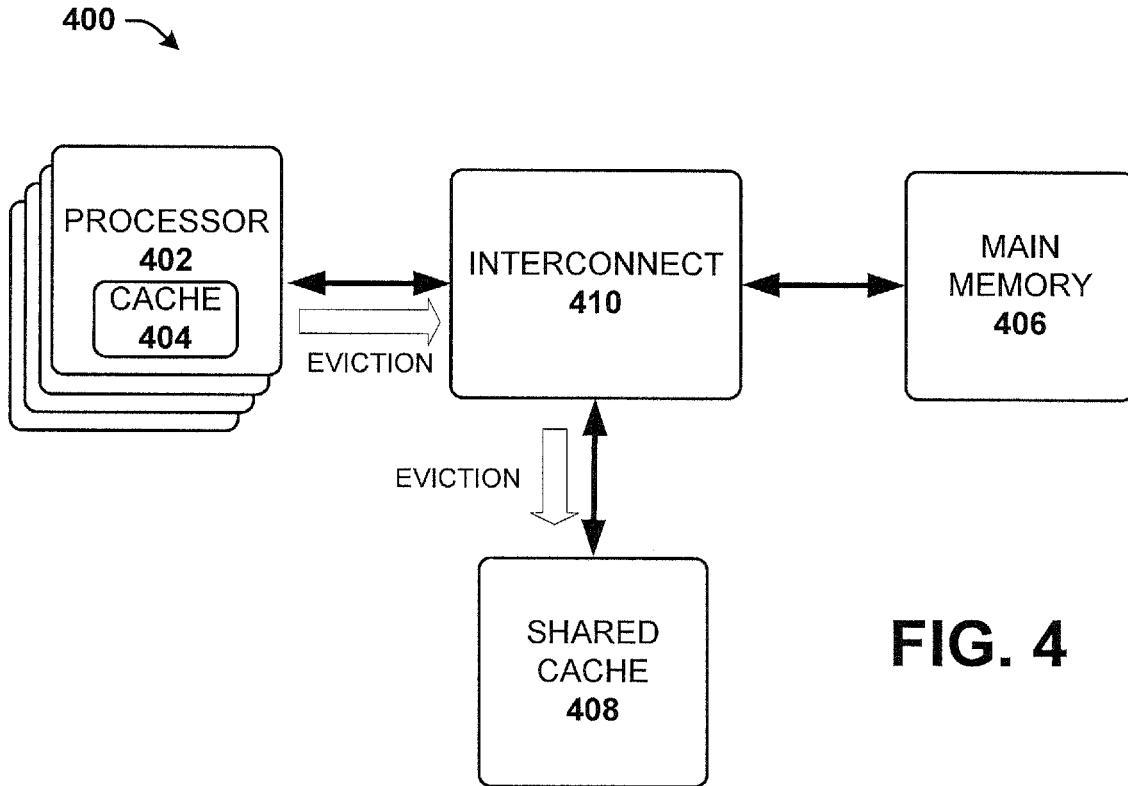 400
PROCESSOR
402
CACHE
404
EVICTION
INTERCONNECT
410
MAIN
MEMORY
406
EVICTION
SHARED
CACHE
408
FIG. 4